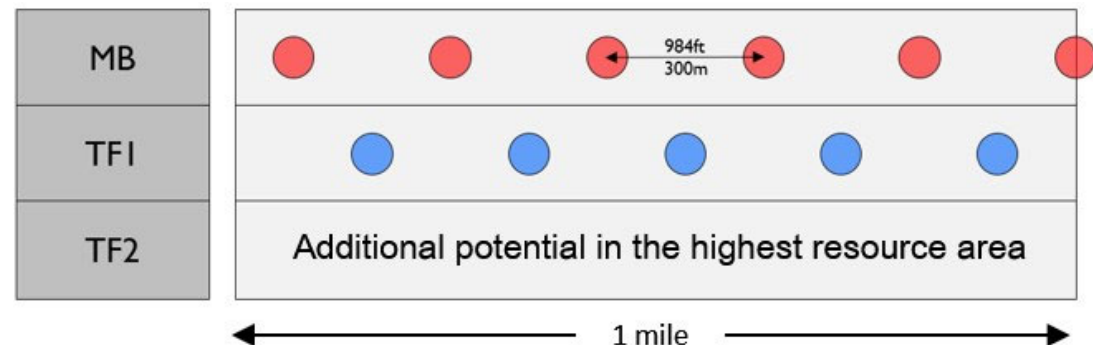 MB
984ft
300m
TF1
TF2
Additional potential in the highest resource area
1 mile